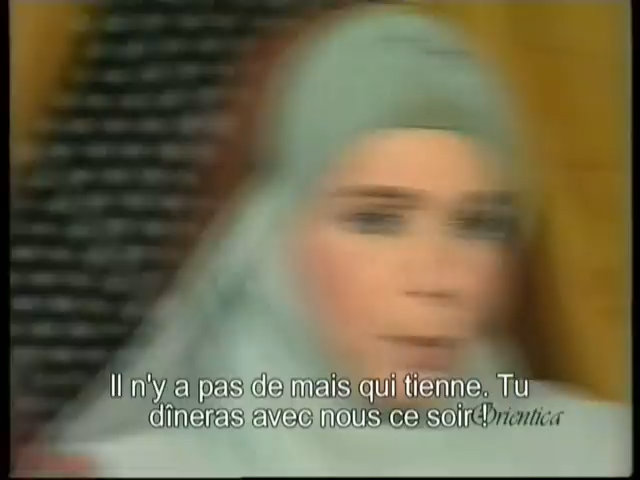 Il n'y a pas de mais qui tienne. Tu
dîneras avec nous ce soir !
Orientica